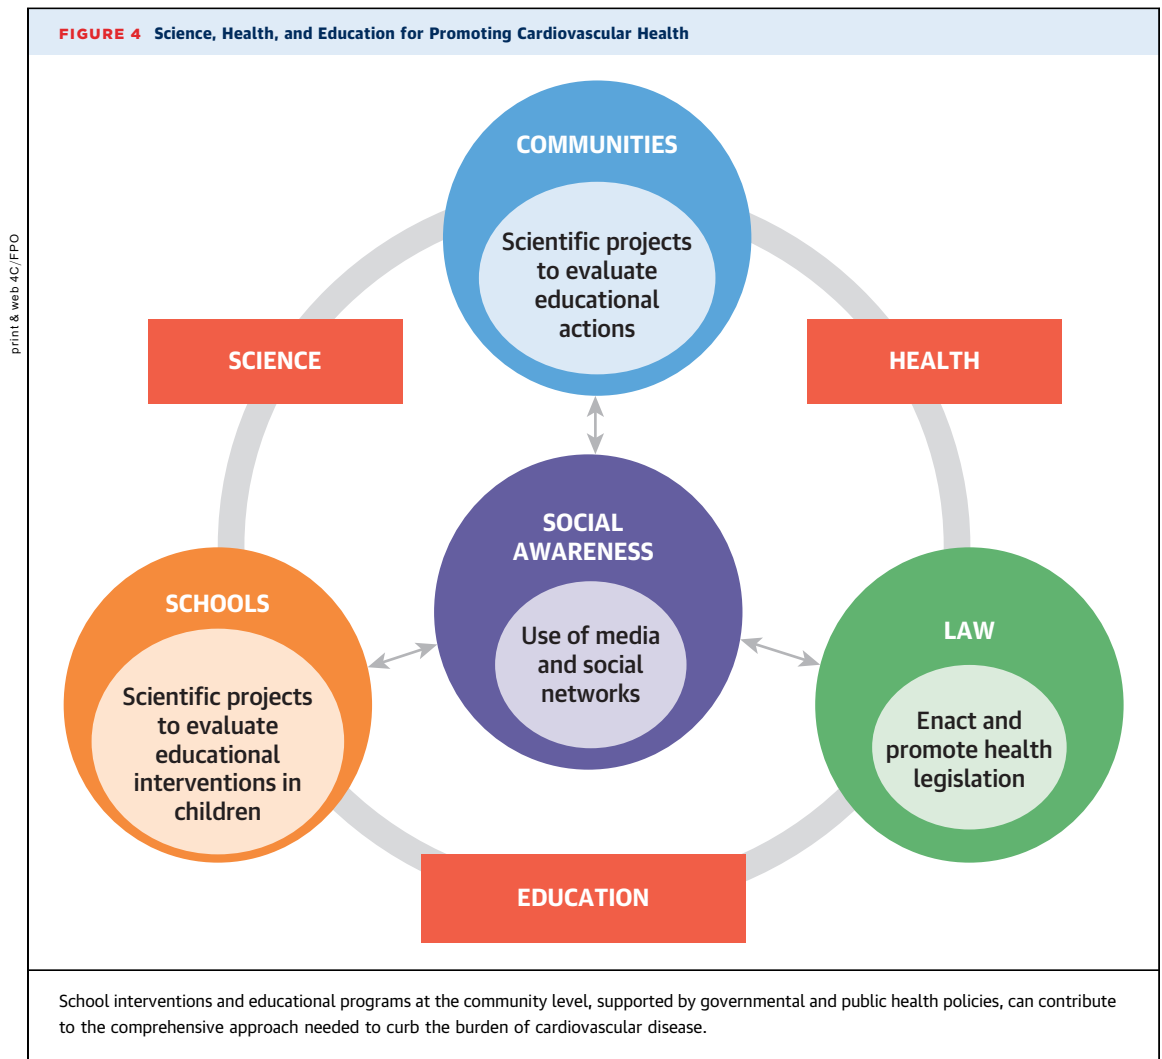 FIGURE 4 Science, Health, and Education for Promoting Cardiovascular Health
print & web 4C/FPO
COMMUNITIES
Scientific projects
to evaluate
educational
actions
SCIENCE
HEALTH
SOCIAL
AWARENESS
Use of media
and social
networks
SCHOOLS
Scientific projects
to evaluate
educational
interventions in
children
LAW
Enact and
promote health
legislation
EDUCATION
School interventions and educational programs at the community level, supported by governmental and public health policies, can contribute
to the comprehensive approach needed to curb the burden of cardiovascular disease.